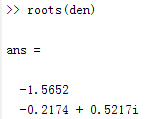 >> roots(den)
ans =
-1.5652
-0.2174 + 0.5217i